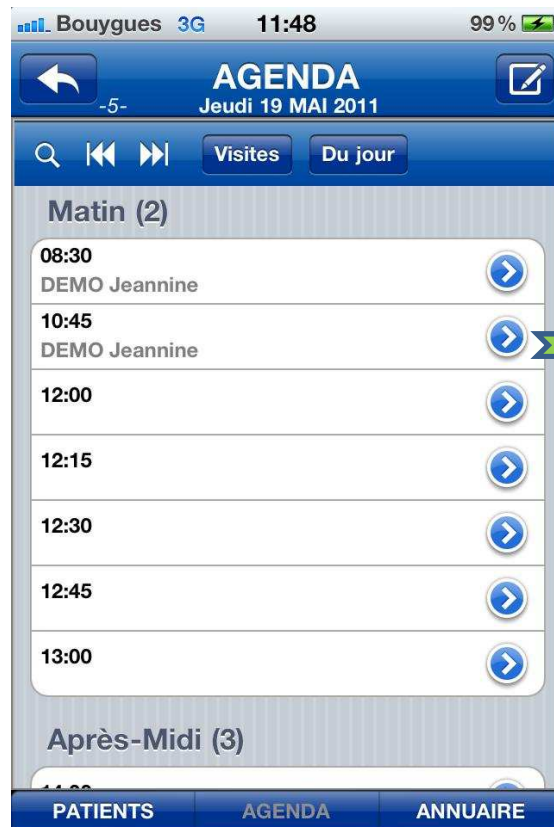 Bouygues 3G 11:48 99 %
AGENDA
-5-
Jeudi 19 MAI 2011
Visites Du jour
Matin (2)
08:30
DEMO Jeannine
10:45
DEMO Jeannine
12:00
12:15
12:30
12:45
13:00
Après-Midi (3)
PATIENTS AGENDA ANNUAIRE